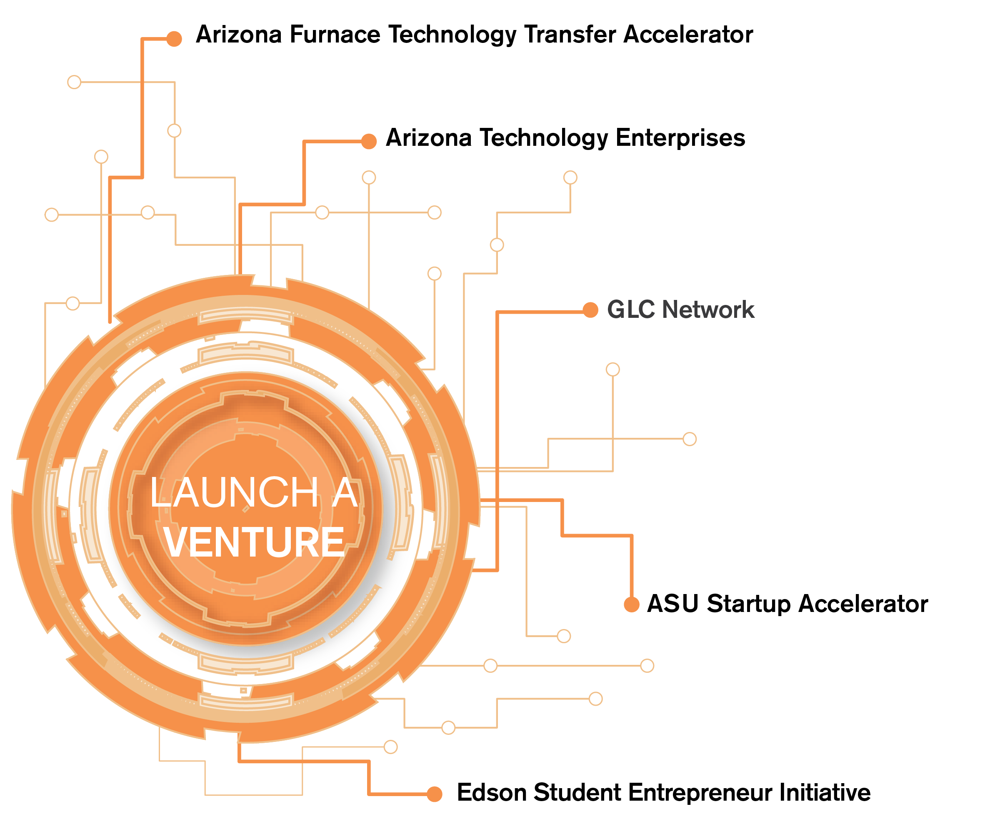 Arizona Furnace Technology Transfer Accelerator
Arizona Technology Enterprises
GLC Network
LAUNCH A
VENTURE
ASU Startup Accelerator
Edson Student Entrepreneur Initiative